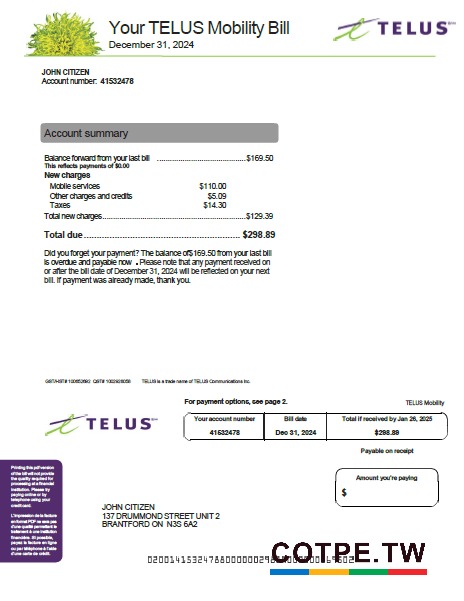 Your TELUS Mobility Bill
December 31, 2024
TELUS
JOHN CITIZEN
Account number: 41532478
Account summary
Balance forward from your last bill ........................................$169.50
This reflects payments of $0.00
New charges
Mobile services $110.00
Other charges and credits $5.09
Taxes $14.30
Total new charges................................................................$129.39
Total due ........................................................ $298.89
Did you forget your payment? The balance of$169.50 from your last bill
is overdue and payable now . Please note that any payment received on
or after the bill date of December 31, 2024 will be reflected on your next
bill. If payment was already made, thank you.
TELUS is a trade name of TELUS Communications Inc
For payment options, see page 2.
TELUS Mobility
TELUS
Your account number Bill date Total if received by Jan 26, 2025
41532478 Dec 31, 2024 $298.89
Payable on receipt
Amount you're paying
$
Printing this pdf version
of the bill will not provide
the quality required for
processing at a financial
institution. Please try
paying online or by
telephone using your
credit card.
L'impression de la facture
en format PDF ne sera pas
d'une qualité permettant le
traitement à une institution
financière. Si possible,
payez la facture en ligne
ou par téléphone à l'aide
d'une carte de crédit.
JOHN CITIZEN
137 DRUMMOND STREET UNIT 2
BRANTFORD ON N3S 6A2
COTPE.TW